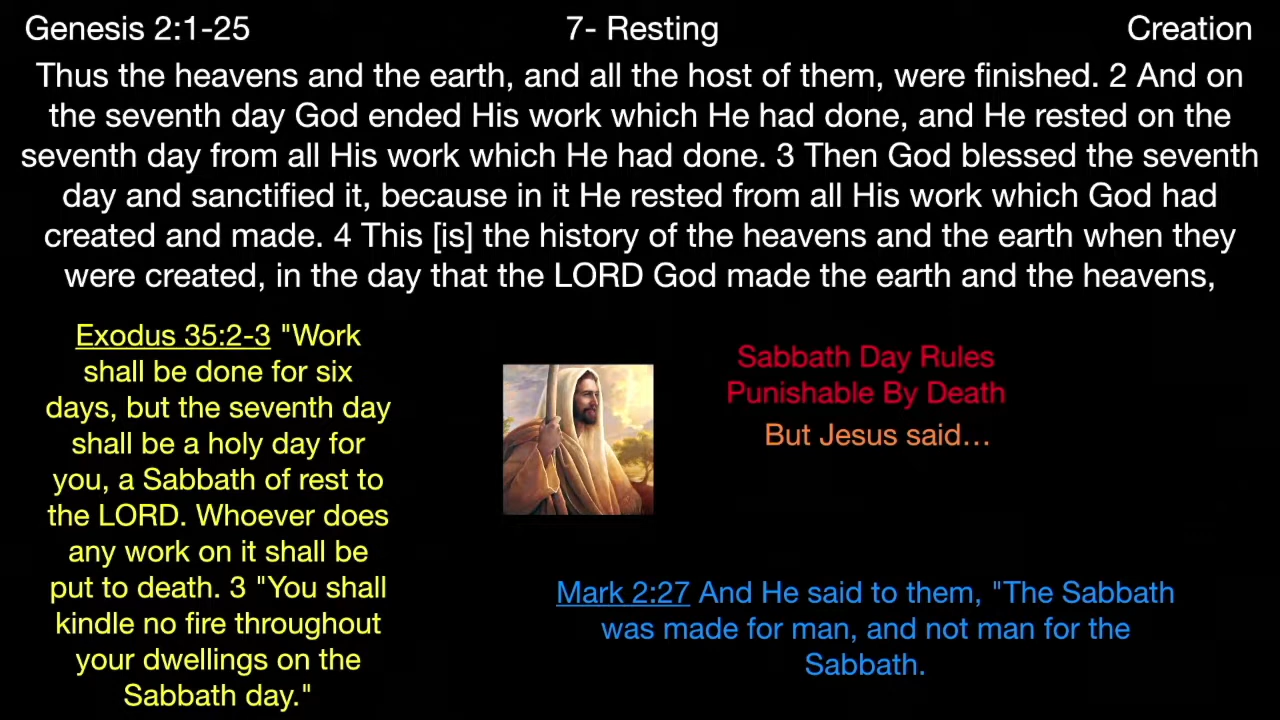 Genesis 2:1-25 7- Resting Creation
Thus the heavens and the earth, and all the host of them, were finished. 2 And on
the seventh day God ended His work which He had done, and He rested on the
seventh day from all His work which He had done. 3 Then God blessed the seventh
day and sanctified it, because in it He rested from all His work which God had
created and made. 4 This [is] the history of the heavens and the earth when they
were created, in the day that the LORD God made the earth and the heavens,
Exodus 35:2-3 "Work
shall be done for six
days, but the seventh day
shall be a holy day for
you, a Sabbath of rest to
the LORD. Whoever does
any work on it shall be
put to death. 3 "You shall
kindle no fire throughout
your dwellings on the
Sabbath day."
Sabbath Day Rules
Punishable By Death
But Jesus said...
Mark 2:27 And He said to them, "The Sabbath
was made for man, and not man for the
Sabbath.